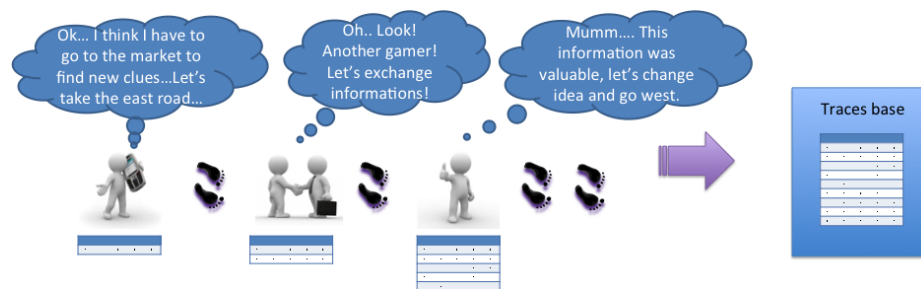 Ok... I think I have to
go to the market to
find new clues...Let's
take the east road...
Oh.. Look!
Another gamer!
Let's exchange
informations!
Mumm.... This
information was
valuable, let's change
idea and go west.
Traces base